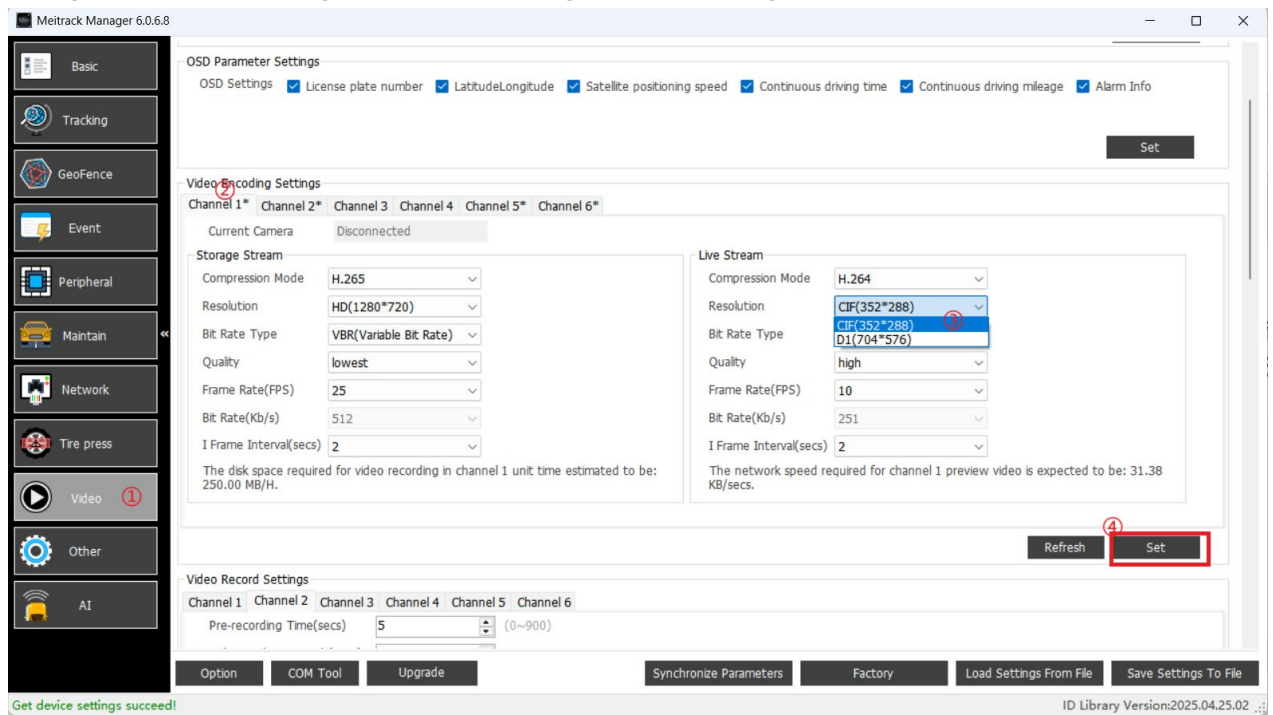 Meitrack Manager 6.0.6.8
Basic
Tracking
GeoFence
Event
Peripheral
Maintain
«
Network
Tire press
Video ①
Other
AI
OSD Parameter Settings
OSD Settings License plate number LatitudeLongitude Satellite positioning speed Continuous driving time Continuous driving mileage Alarm Info
Set
Video Encoding Settings
②
Channel 1* Channel 2* Channel 3 Channel 4 Channel 5* Channel 6*
Current Camera Disconnected
Storage Stream
Compression Mode H.265
Resolution HD(1280*720)
Bit Rate Type VBR(Variable Bit Rate)
Quality lowest
Frame Rate(FPS) 25
Bit Rate(Kb/s) 512
I Frame Interval(secs) 2
The disk space required for video recording in channel 1 unit time estimated to be:
250.00 MB/H.
Live Stream
Compression Mode H.264
Resolution CIF(352*288)
CIF(352*288) ③
Bit Rate Type D1(704*576)
Quality high
Frame Rate(FPS) 10
Bit Rate(Kb/s) 251
I Frame Interval(secs) 2
The network speed required for channel 1 preview video is expected to be: 31.38
KB/secs.
④
Refresh Set
Video Record Settings
Channel 1 Channel 2 Channel 3 Channel 4 Channel 5 Channel 6
Pre-recording Time(secs) 5 (0~900)
Option COM Tool Upgrade Synchronize Parameters Factory Load Settings From File Save Settings To File
Get device settings succeed! ID Library Version:2025.04.25.02